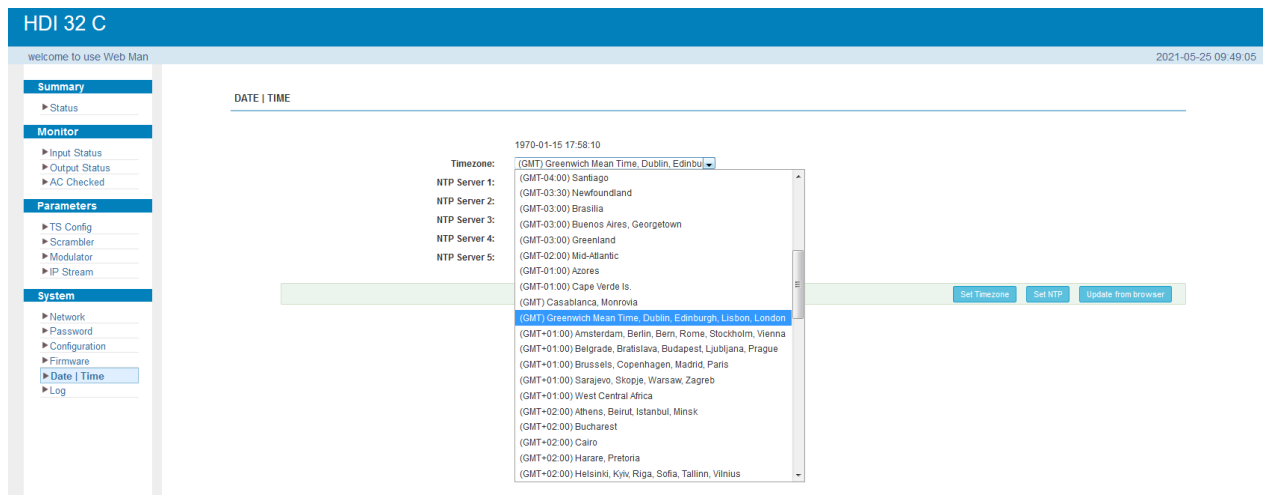 HDI 32 C
welcome to use Web Man
2021-05-25 09:49:05
Summary
Status
Monitor
Input Status
Output Status
AC Checked
Parameters
TS Config
Scrambler
Modulator
IP Stream
System
Network
Password
Configuration
Firmware
Date | Time
Log
DATE | TIME
1970-01-15 17:58:10
Timezone:
(GMT) Greenwich Mean Time, Dublin, Edinbu
NTP Server 1:
NTP Server 2:
NTP Server 3:
NTP Server 4:
NTP Server 5:
(GMT-04:00) Santiago
(GMT-03:30) Newfoundland
(GMT-03:00) Brasilia
(GMT-03:00) Buenos Aires, Georgetown
(GMT-03:00) Greenland
(GMT-02:00) Mid-Atlantic
(GMT-01:00) Azores
(GMT-01:00) Cape Verde Is.
(GMT) Casablanca, Monrovia
(GMT) Greenwich Mean Time, Dublin, Edinburgh, Lisbon, London
(GMT+01:00) Amsterdam, Berlin, Bern, Rome, Stockholm, Vienna
(GMT+01:00) Belgrade, Bratislava, Budapest, Ljubljana, Prague
(GMT+01:00) Brussels, Copenhagen, Madrid, Paris
(GMT+01:00) Sarajevo, Skopje, Warsaw, Zagreb
(GMT+01:00) West Central Africa
(GMT+02:00) Athens, Beirut, Istanbul, Minsk
(GMT+02:00) Bucharest
(GMT+02:00) Cairo
(GMT+02:00) Harare, Pretoria
(GMT+02:00) Helsinki, Kyiv, Riga, Sofia, Tallinn, Vilnius
Set Timezone
Set NTP
Update from browser